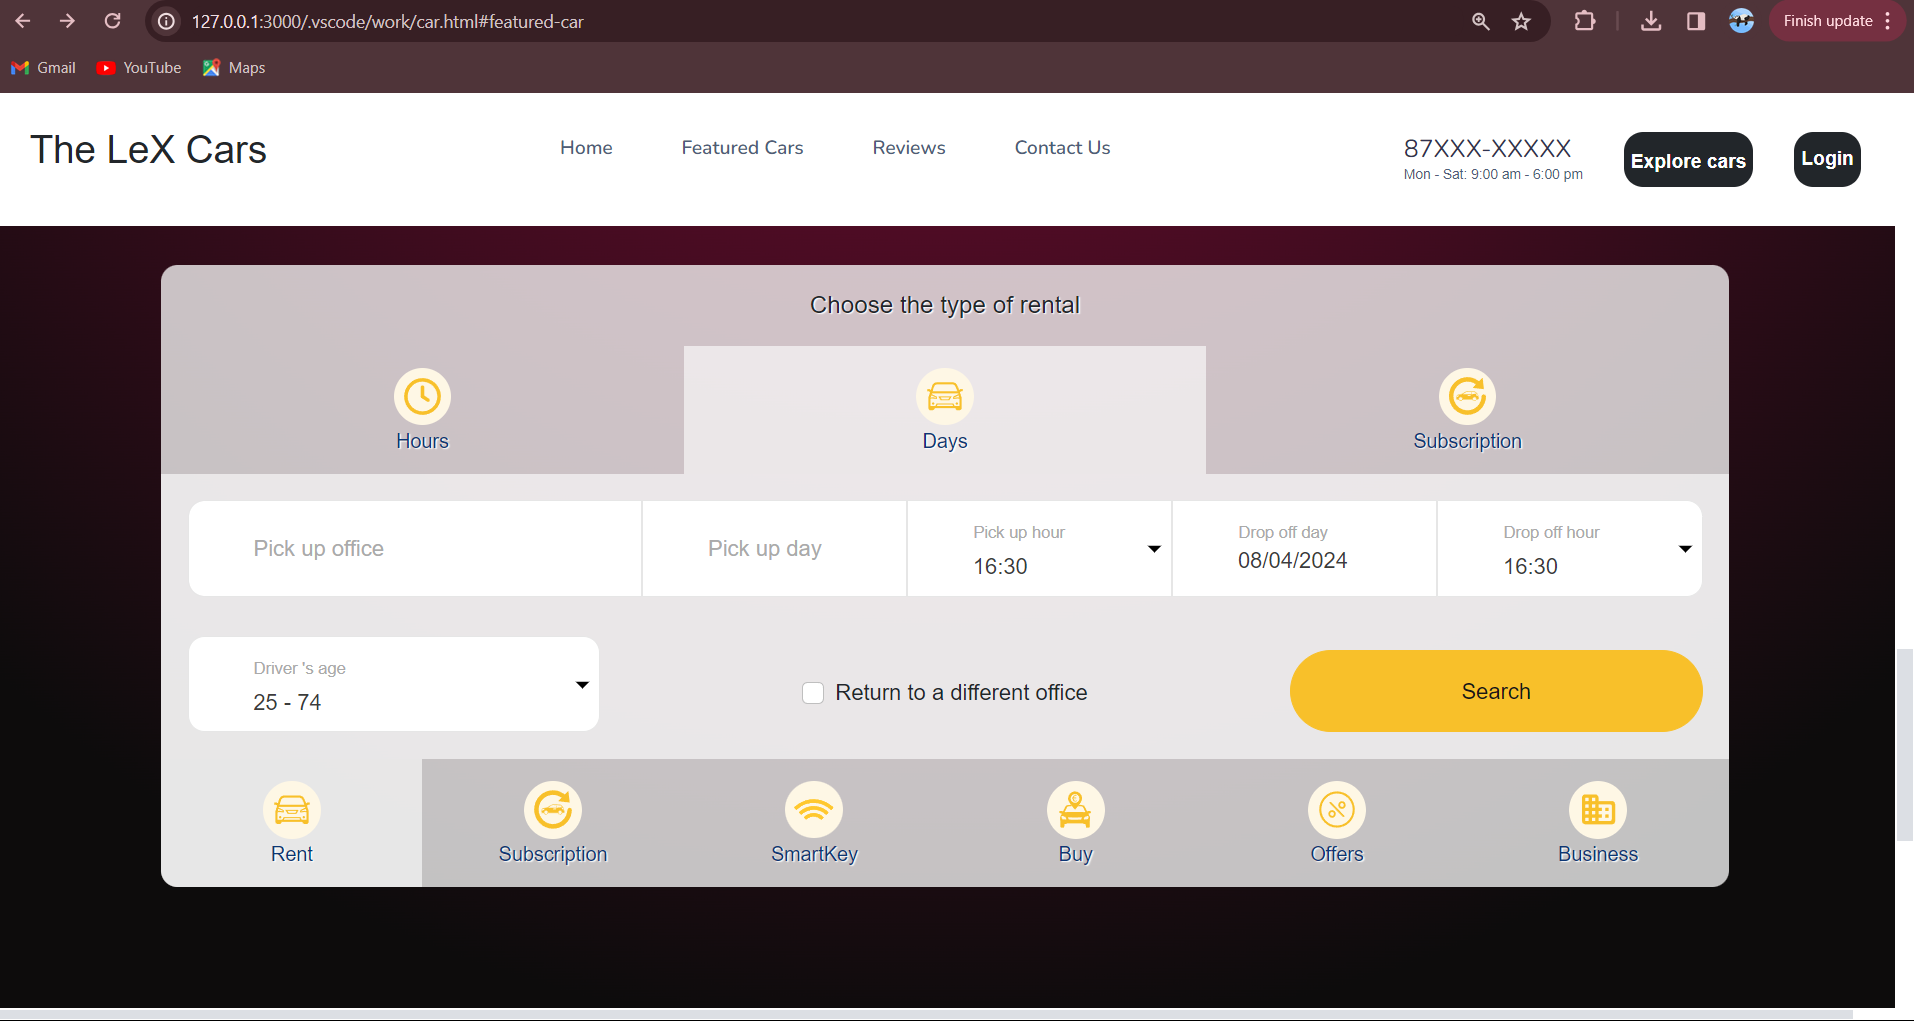 127.0.0.1:3000/.vscode/work/car.html#featured-car
Finish update
Gmail YouTube Maps
The LeX Cars
Home Featured Cars Reviews Contact Us
87XXX-XXXXX
Mon - Sat: 9:00 am - 6:00 pm
Explore cars
Login
Choose the type of rental
Hours Days Subscription
Pick up office
Pick up day
Pick up hour
16:30
Drop off day
08/04/2024
Drop off hour
16:30
Driver 's age
25 - 74
Return to a different office
Search
Rent Subscription SmartKey Buy Offers Business